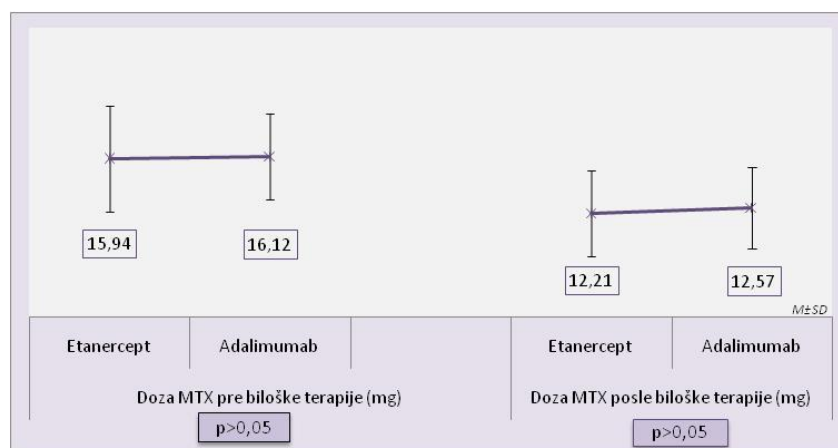 15,94
16,12
12,21
12,57
M±SD
Etanercept
Adalimumab
Etanercept
Adalimumab
Doza MTX pre biloške terapije (mg)
Doza MTX posle biloške terapije (mg)
p>0,05
p>0,05